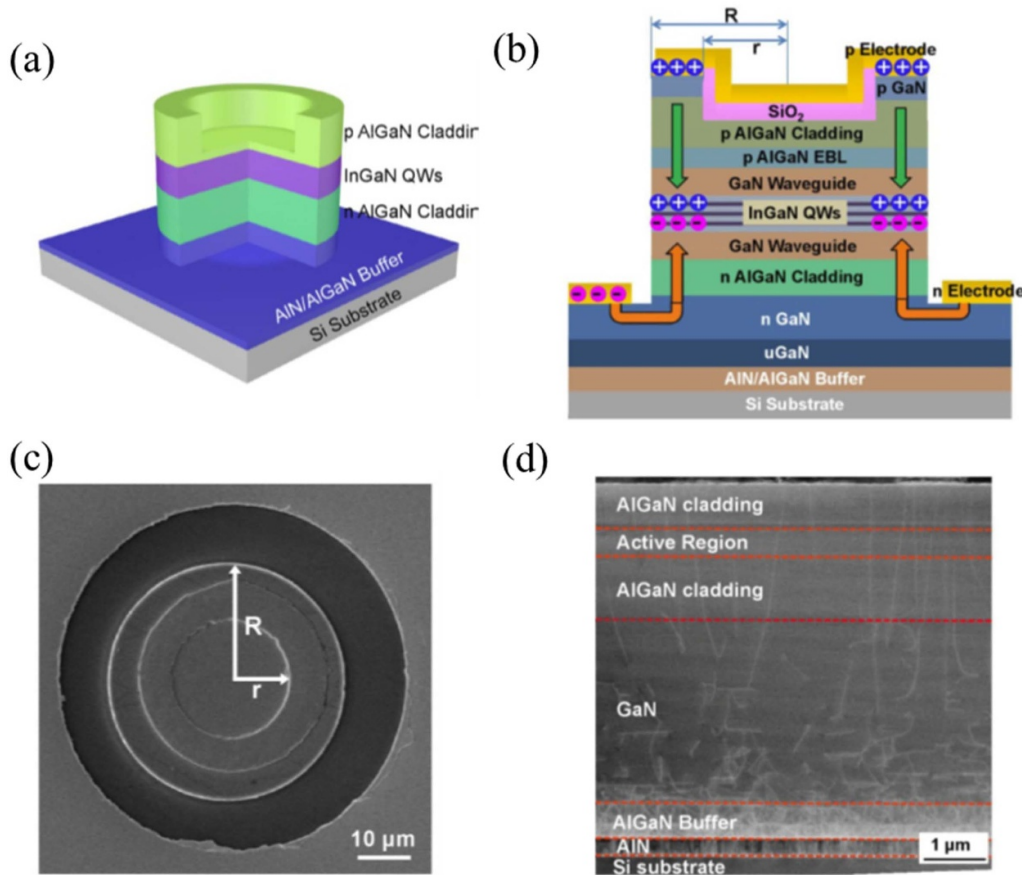 (a)
p AlGaN Claddin
InGaN QWs
n AlGaN Cladding
AlN/AlGaN Buffer
Si Substrate
(b)
R
r
p Electrode
p GaN
SiO2
p AlGaN Cladding
p AlGaN EBL
GaN Waveguide
InGaN QWs
GaN Waveguide
n AlGaN Cladding
n Electrode
n GaN
uGaN
AlN/AlGaN Buffer
Si Substrate
(c)
R
r
10 μm
(d)
AlGaN cladding
Active Region
AlGaN cladding
GaN
AlGaN Buffer
AlN
Si substrate
1 μm